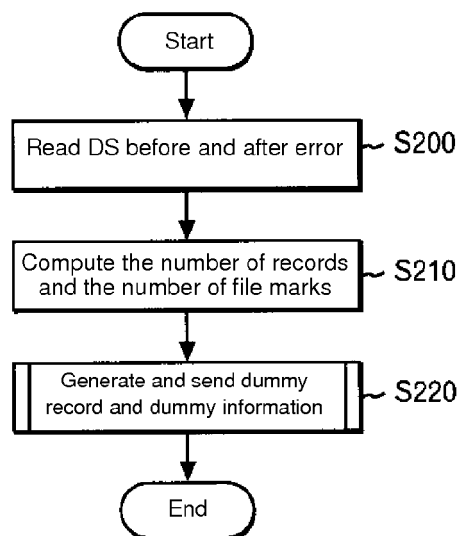 Start
Read DS before and after error
S200
Compute the number of records
and the number of file marks
S210
Generate and send dummy
record and dummy information
S220
End